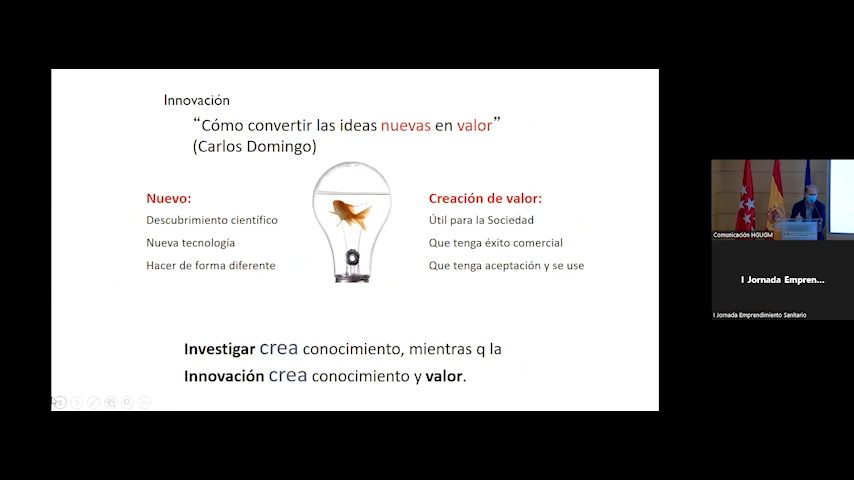 Innovación
“Cómo convertir las ideas nuevas en valor”
(Carlos Domingo)
Nuevo:
Descubrimiento científico
Nueva tecnología
Hacer de forma diferente
Creación de valor:
Útil para la Sociedad
Que tenga éxito comercial
Que tenga aceptación y se use
Investigar crea conocimiento, mientras q la
Innovación crea conocimiento y valor.
Comunicación HGUGM
I Jornada Empren...
I Jornada Emprendimiento Sanitario